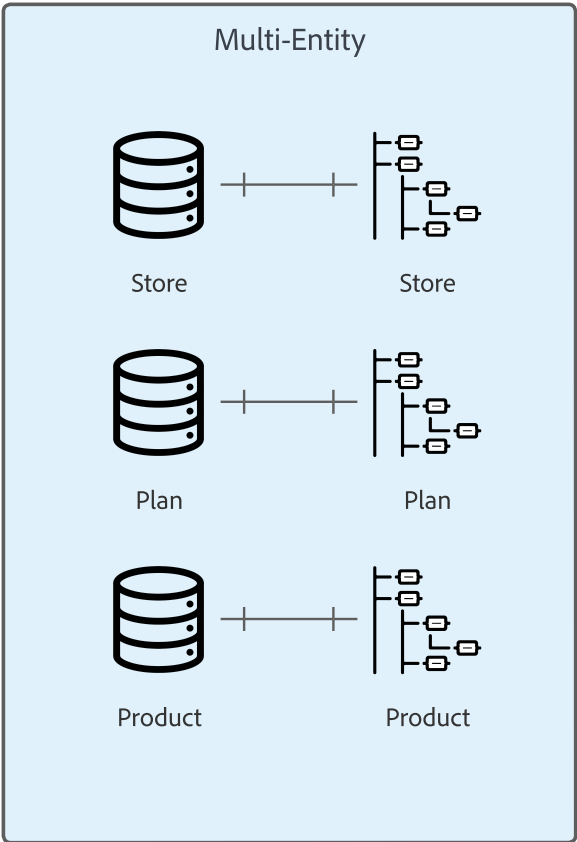 Multi-Entity
Store
Store
Plan
Plan
Product
Product